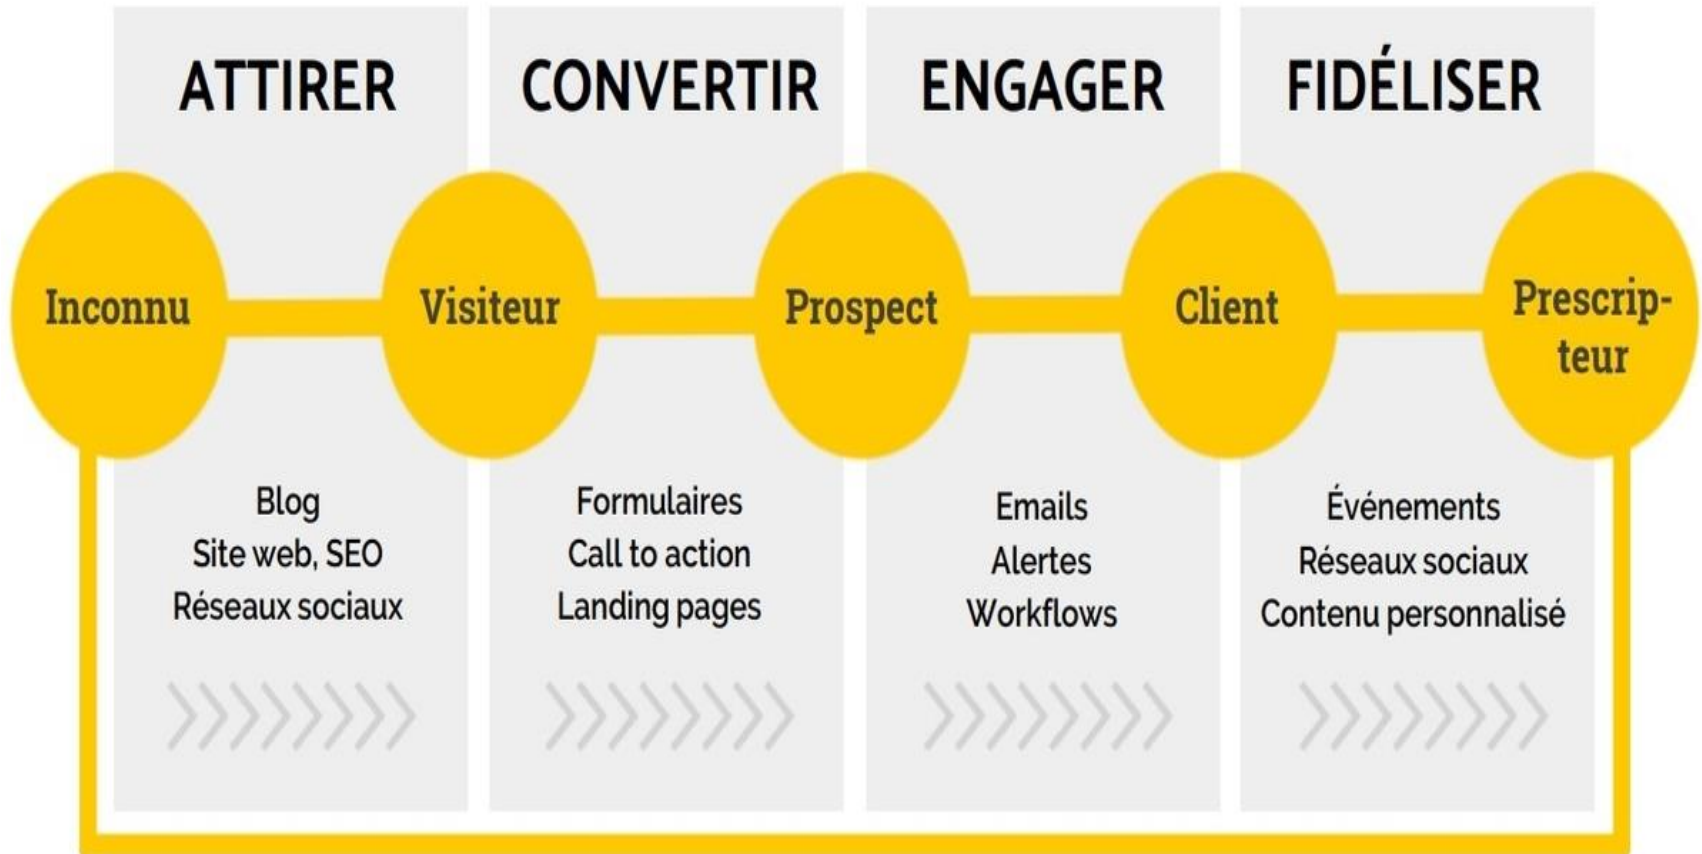 ATTIRER
CONVERTIR
ENGAGER
FIDÉLISER
Inconnu
Visiteur
Prospect
Client
Prescrip-
teur
Blog
Site web, SEO
Réseaux sociaux
Formulaires
Call to action
Landing pages
Emails
Alertes
Workflows
Événements
Réseaux sociaux
Contenu personnalisé